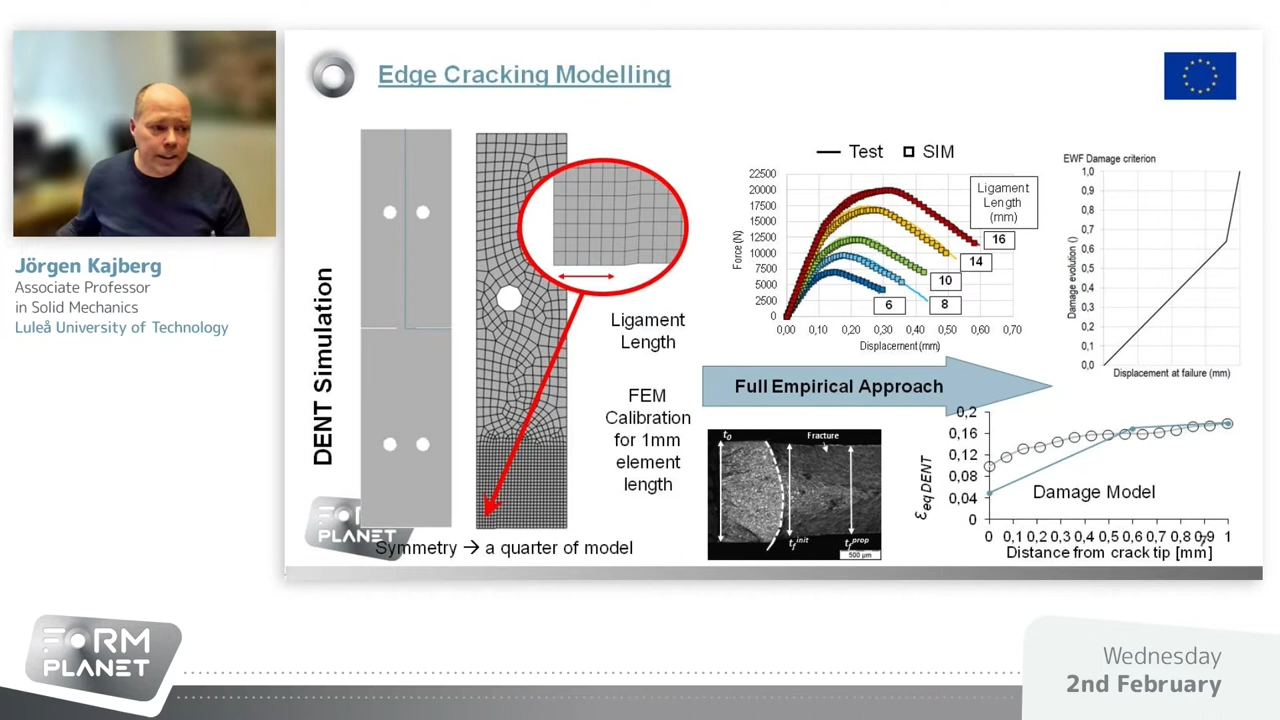 Jörgen Kajberg
Associate Professor
in Solid Mechanics
Luleå University of Technology
Edge Cracking Modelling
DENT Simulation
Ligament
Length
FEM
Calibration
for 1mm
element
length
Symmetry → a quarter of model
FORM
PLANET
Test
SIM
Force (N)
22500
20000
17500
15000
12500
10000
7500
5000
2500
0
0,00 0,10 0,20 0,30 0,40 0,50 0,60 0,70
Displacement (mm)
Ligament
Length
(mm)
16
14
10
8
6
EWF Damage criterion
Damage evolution ()
1,0
0,9
0,8
0,7
0,6
0,5
0,4
0,3
0,2
0,1
0,0
Displacement at failure (mm)
Full Empirical Approach
t0
Fracture
tf init
tf prop
500 µm
εeq DENT
0,2
0,16
0,12
0,08
0,04
0
Damage Model
0 0,1 0,2 0,3 0,4 0,5 0,6 0,7 0,8 0,9 1
Distance from crack tip [mm]
FORM
PLANET
Wednesday
2nd February